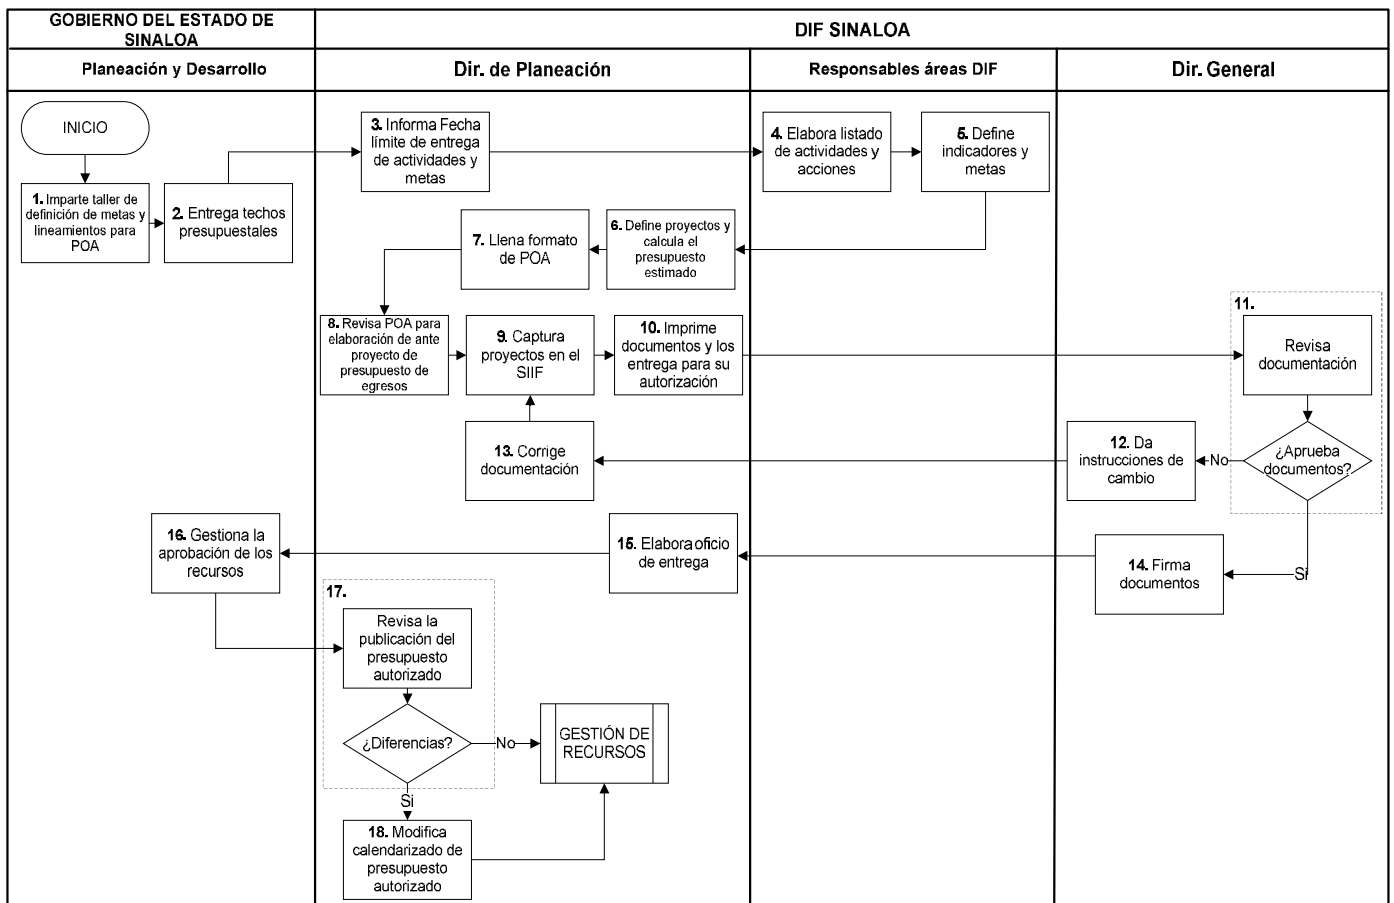 GOBIERNO DEL ESTADO DE
SINALOA
DIF SINALOA
Planeación y Desarrollo
Dir. de Planeación
Responsables áreas DIF
Dir. General
INICIO
1. Imparte taller de
definición de metas y
lineamientos para
POA
2. Entrega techos
presupuestales
3. Informa Fecha
límite de entrega
de actividades y
metas
4. Elabora listado
de actividades y
acciones
5. Define
indicadores y
metas
6. Define proyectos y
calcula el
presupuesto
estimado
7. Llena formato
de POA
8. Revisa POA para
elaboración de ante
proyecto de
presupuesto de
egresos
9. Captura
proyectos en el
SIIF
10. Imprime
documentos y los
entrega para su
autorización
11.
Revisa
documentación
¿Aprueba
documentos?
No
12. Da
instrucciones de
cambio
13. Corrige
documentación
Si
14. Firma
documentos
15. Elabora oficio
de entrega
16. Gestiona la
aprobación de los
recursos
17.
Revisa la
publicación del
presupuesto
autorizado
¿Diferencias?
No
GESTIÓN DE
RECURSOS
Si
18. Modifica
calendarizado de
presupuesto
autorizado